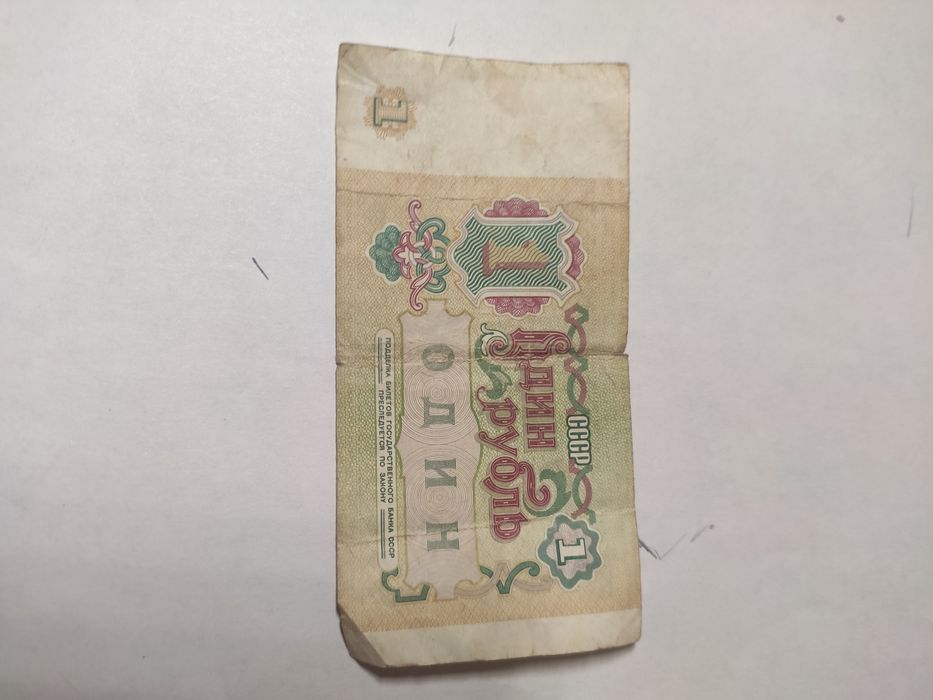 1
СССР
1
Один
рубль
1
ОДИН
ПОДДЕЛКА БИЛЕТОВ ГОСУДАРСТВЕННОГО БАНКА СССР
ПРЕСЛЕДУЕТСЯ ПО ЗАКОНУ